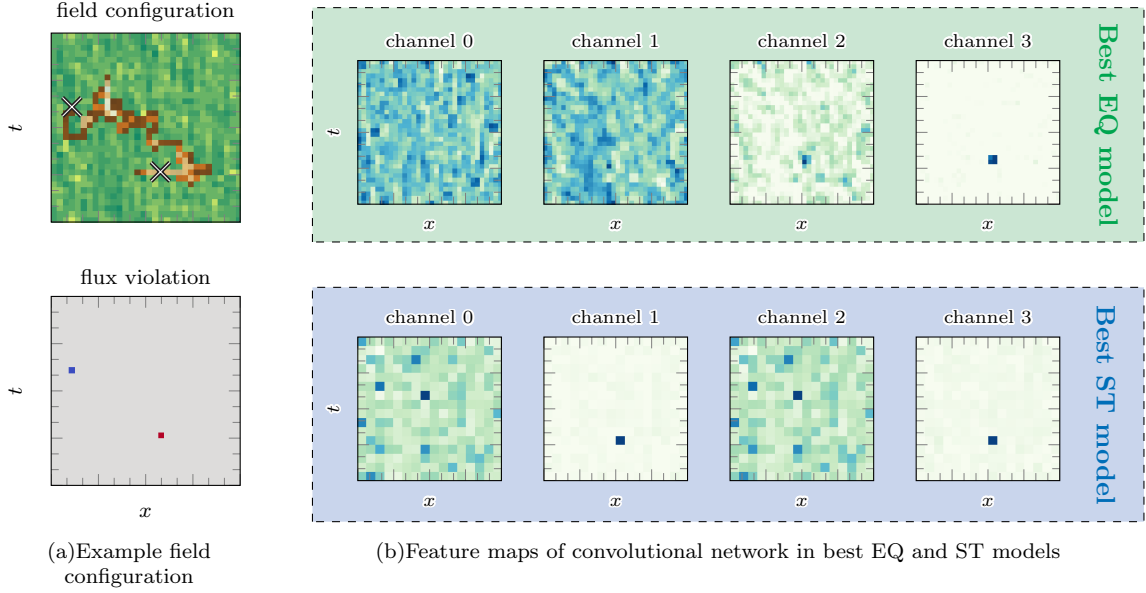 field configuration
t
flux violation
t
x
(a)Example field
configuration
channel 0
channel 1
channel 2
channel 3
t
x
x
x
x
Best EQ model
channel 0
channel 1
channel 2
channel 3
t
x
x
x
x
Best ST model
(b)Feature maps of convolutional network in best EQ and ST models